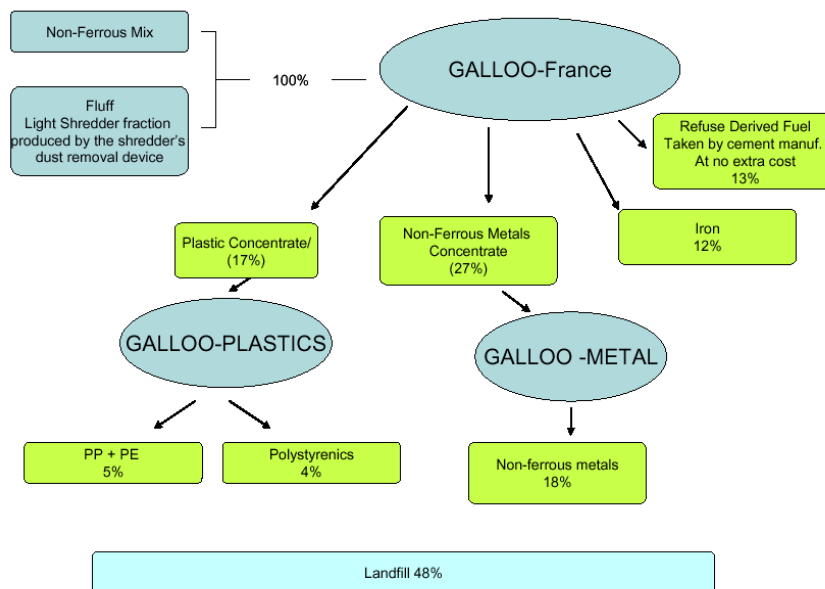 Non-Ferrous Mix
Fluff
Light Shredder fraction
produced by the shredder's
dust removal device
100%
GALLOO-France
Refuse Derived Fuel
Taken by cement manuf.
At no extra cost
13%
Iron
12%
Plastic Concentrate/
(17%)
Non-Ferrous Metals
Concentrate
(27%)
GALLOO-PLASTICS
GALLOO -METAL
PP + PE
5%
Polystyrenics
4%
Non-ferrous metals
18%
Landfill 48%